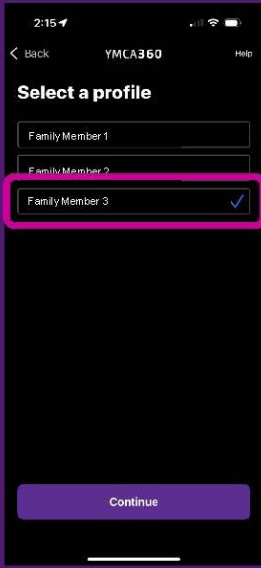 2:15
Back YMCA360 Help
Select a profile
Family Member 1
Family Member 2
Family Member 3
Continue